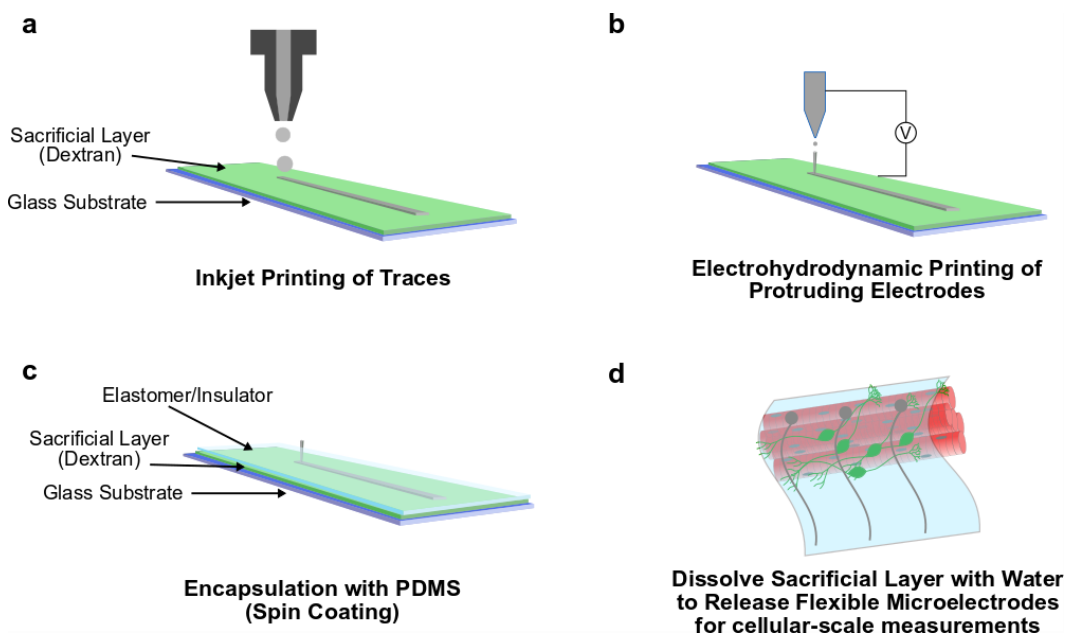 a
Sacrificial Layer
(Dextran)
Glass Substrate
Inkjet Printing of Traces
b
V
Electrohydrodynamic Printing of
Protruding Electrodes
c
Elastomer/Insulator
Sacrificial Layer
(Dextran)
Glass Substrate
Encapsulation with PDMS
(Spin Coating)
d
Dissolve Sacrificial Layer with Water
to Release Flexible Microelectrodes
for cellular-scale measurements